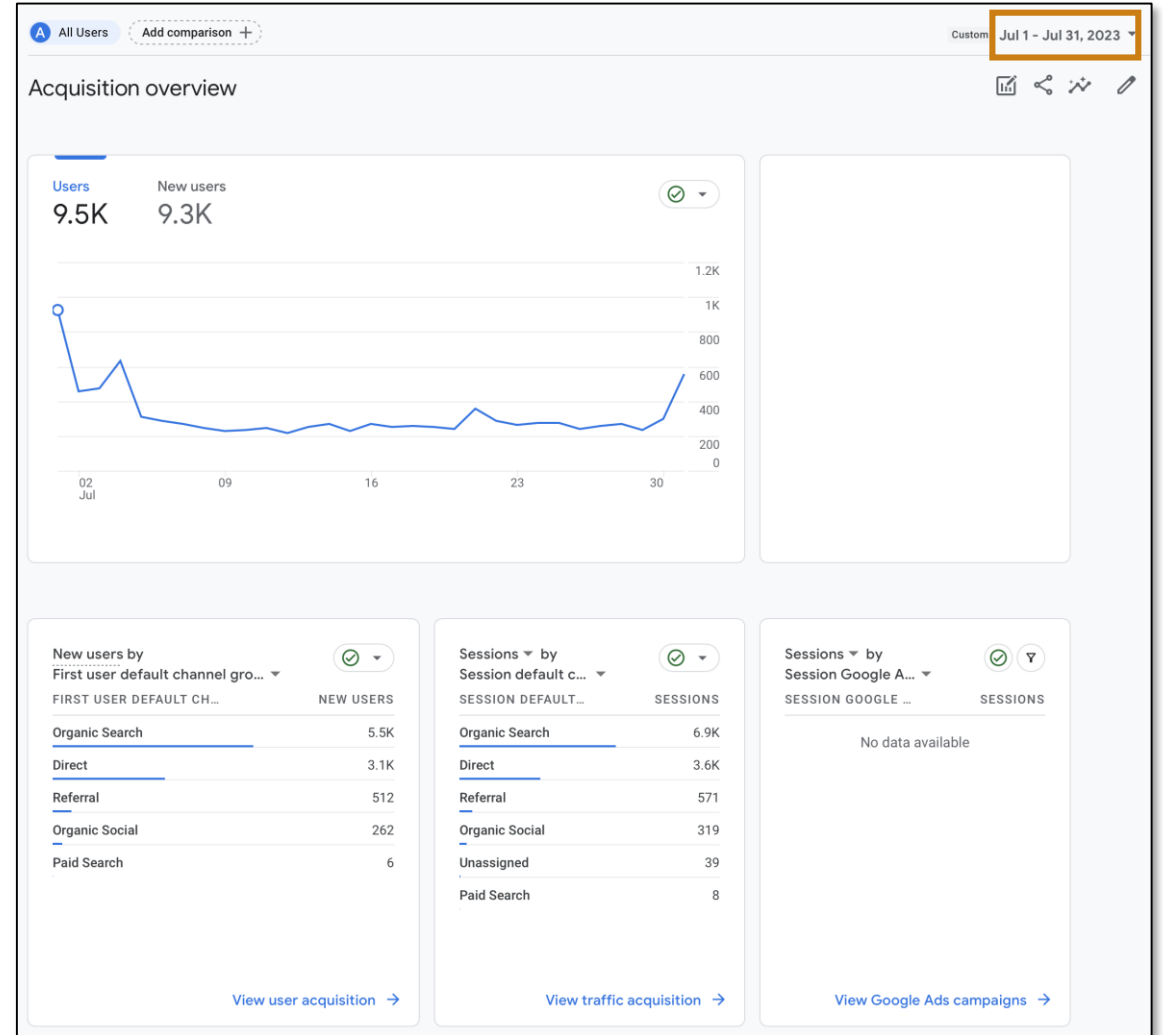 A All Users Add comparison +
Custom Jul 1 - Jul 31, 2023
Acquisition overview
Users New users
9.5K 9.3K
1.2K
1K
800
600
400
200
0
02 09 16 23 30
Jul
New users by
First user default channel gro...
FIRST USER DEFAULT CH... NEW USERS
Organic Search 5.5K
Direct 3.1K
Referral 512
Organic Social 262
Paid Search 6
View user acquisition →
Sessions by
Session default c...
SESSION DEFAULT... SESSIONS
Organic Search 6.9K
Direct 3.6K
Referral 571
Organic Social 319
Unassigned 39
Paid Search 8
View traffic acquisition →
Sessions by
Session Google A...
SESSION GOOGLE ... SESSIONS
No data available
View Google Ads campaigns →